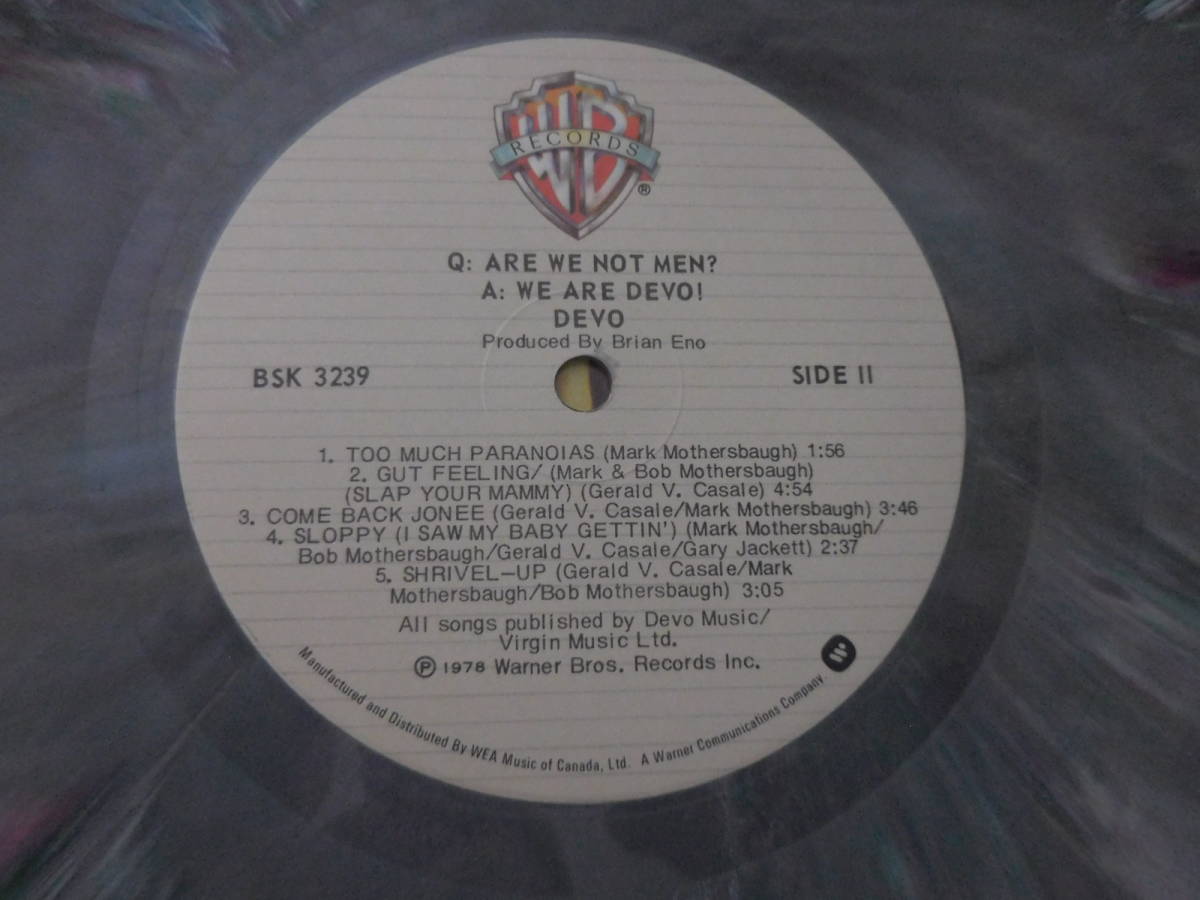 WB
RECORDS
®
Q: ARE WE NOT MEN?
A: WE ARE DEVO!
DEVO
Produced By Brian Eno
BSK 3239
SIDE II
1. TOO MUCH PARANOIAS (Mark Mothersbaugh) 1:56
2. GUT FEELING/ (Mark & Bob Mothersbaugh)
(SLAP YOUR MAMMY) (Gerald V. Casale) 4:54
3. COME BACK JONEE (Gerald V. Casale/Mark Mothersbaugh) 3:46
4. SLOPPY (I SAW MY BABY GETTIN') (Mark Mothersbaugh/
Bob Mothersbaugh/Gerald V. Casale/Gary Jackett) 2:37
5. SHRIVEL-UP (Gerald V. Casale/Mark
Mothersbaugh/Bob Mothersbaugh) 3:05
All songs published by Devo Music/
Virgin Music Ltd.
Ⓟ 1978 Warner Bros. Records Inc.
Manufactured and Distributed By WEA Music of Canada, Ltd. A Warner Communications Company